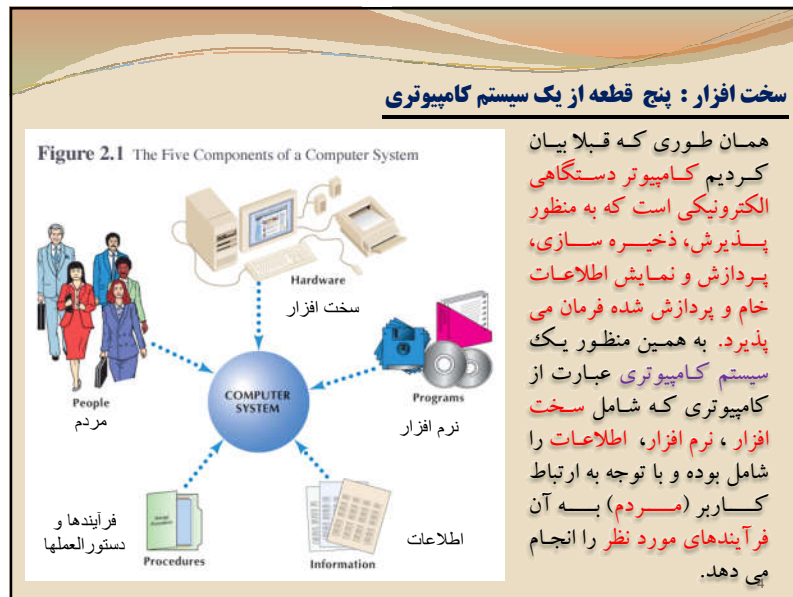 سخت افزار : پنج قطعه از یک سیستم کامپیوتری
همان طوری که قبلا بیان
کردیم کامپیوتر دستگاهی
الکترونیکی است که به منظور
پذیرش، ذخیره سازی،
پردازش و نمایش اطلاعات
خام و پردازش شده فرمان می
پذیرد. به همین منظور یک
سیستم کامپیوتری عبارت از
کامپیوتری که شامل سخت
افزار ، نرم افزار، اطلاعات را
شامل بوده و با توجه به ارتباط
کاربر (مردم) به آن
فرآیندهای مورد نظر را انجام
می دهد.
Figure 2.1 The Five Components of a Computer System
Hardware
سخت افزار
People
مردم
COMPUTER
SYSTEM
Programs
نرم افزار
فرآیندها و
دستورالعملها
Procedures
اطلاعات
Information
4